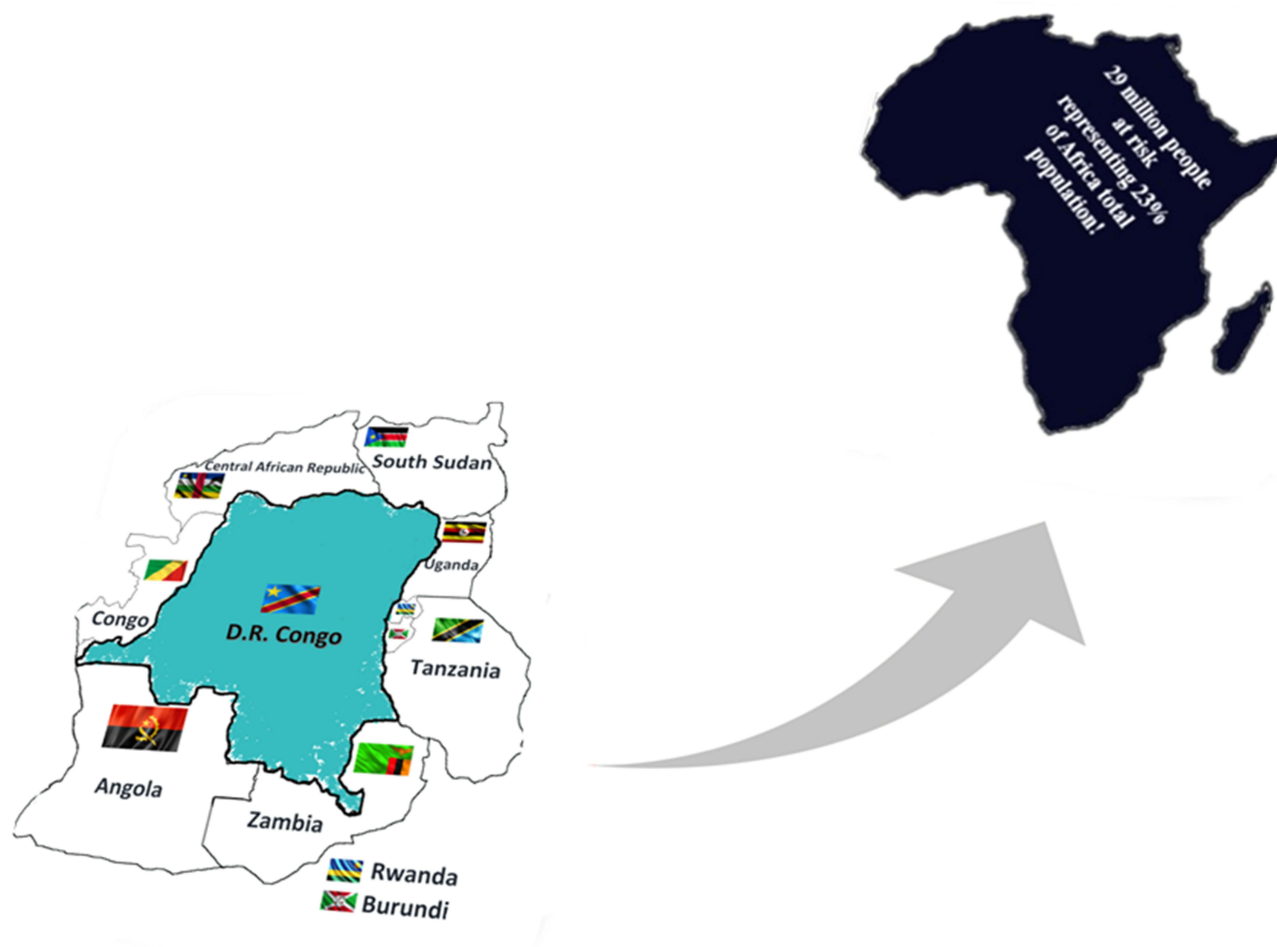 29 million people
at risk
representing 23%
of Africa total
population!
Central African Republic
South Sudan
Uganda
Congo
D.R. Congo
Tanzania
Angola
Zambia
Rwanda
Burundi